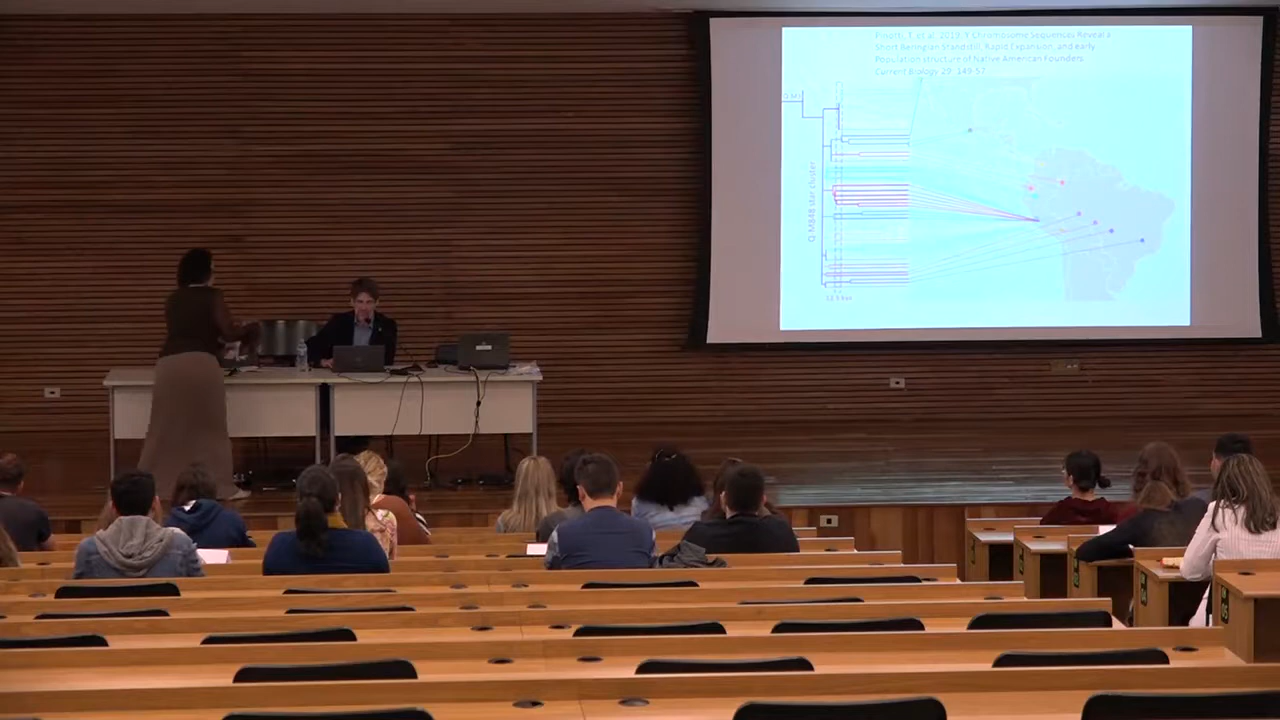 Pinotti, T. et al. 2019. Y Chromosome Sequences Reveal a
Short Beringian Standstill, Rapid Expansion, and early
Population structure of Native American Founders
Current Biology 29: 149-57
Q M848 star cluster